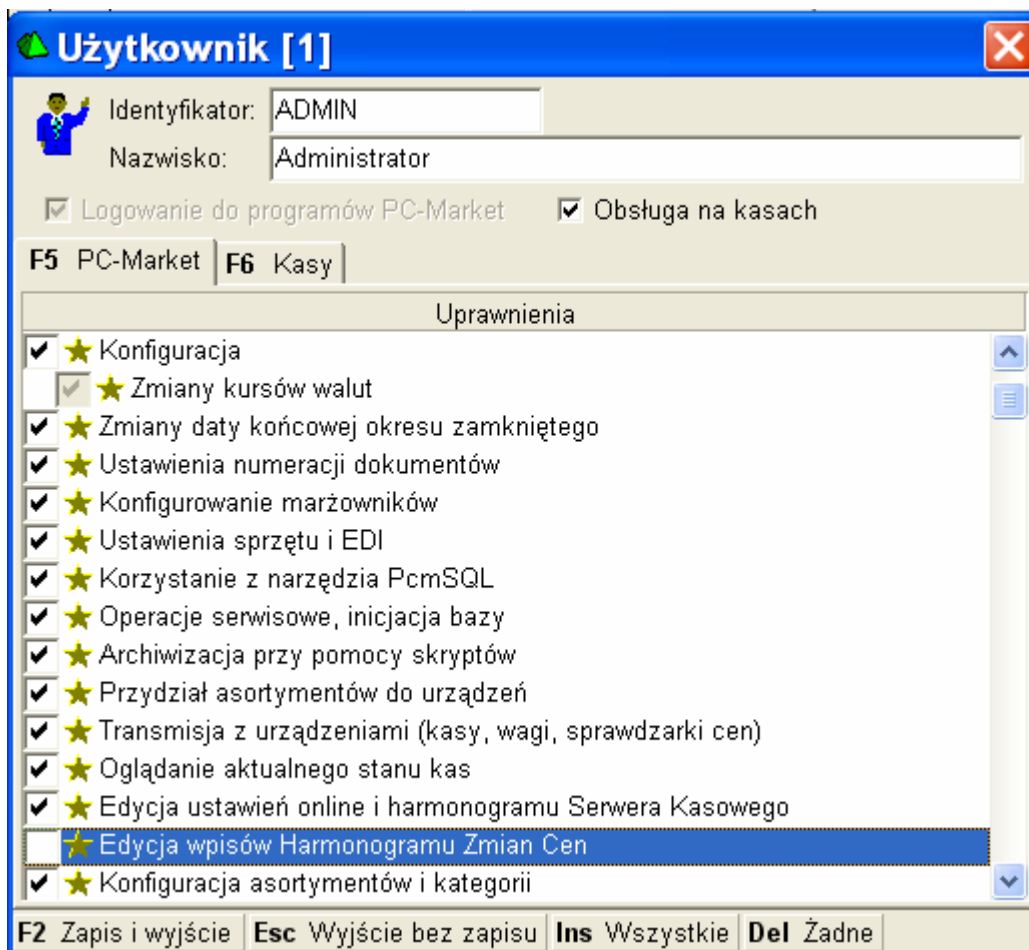 Użytkownik [1]
Identyfikator: ADMIN
Nazwisko: Administrator
Logowanie do programów PC-Market Obsługa na kasach
F5 PC-Market F6 Kasy
Uprawnienia
Konfiguracja
Zmiany kursów walut
Zmiany daty końcowej okresu zamkniętego
Ustawienia numeracji dokumentów
Konfigurowanie marżowników
Ustawienia sprzętu i EDI
Korzystanie z narzędzia PcmSQL
Operacje serwisowe, inicjacja bazy
Archiwizacja przy pomocy skryptów
Przydział asortymentów do urządzeń
Transmisja z urządzeniami (kasy, wagi, sprawdzarki cen)
Oglądanie aktualnego stanu kas
Edycja ustawień online i harmonogramu Serwera Kasowego
Edycja wpisów Harmonogramu Zmian Cen
Konfiguracja asortymentów i kategorii
F2 Zapis i wyjście Esc Wyjście bez zapisu Ins Wszystkie Del Żadne